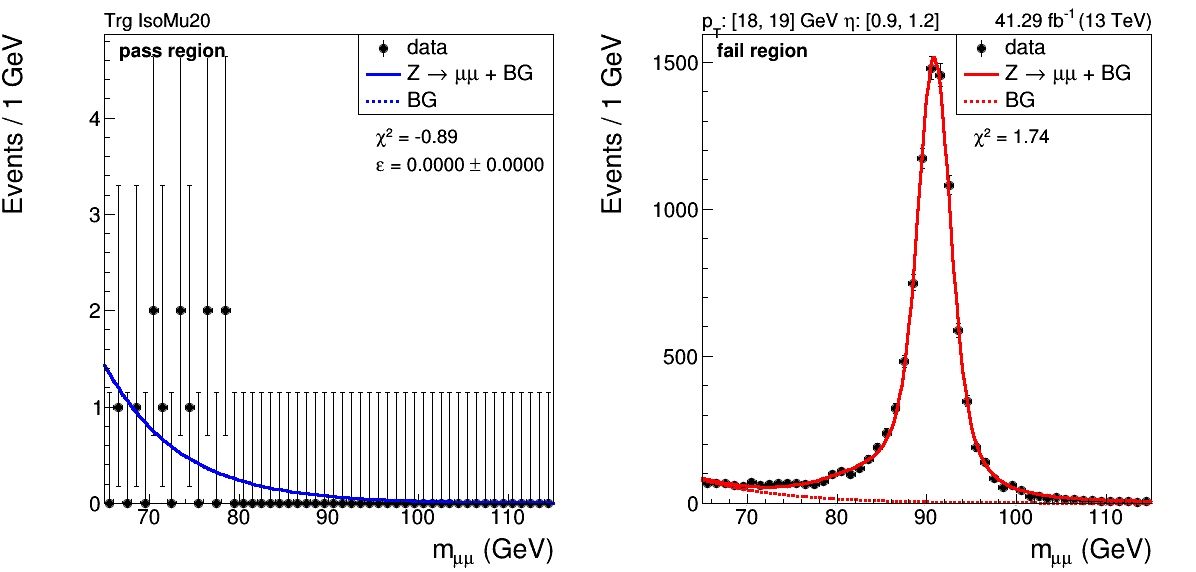 Trg IsoMu20
pass region
data
Z → μμ + BG
BG
χ² = -0.89
ε = 0.0000 ± 0.0000
Events / 1 GeV
4
3
2
1
0
70 80 90 100 110
m_μμ (GeV)
p_T: [18, 19] GeV η: [0.9, 1.2] 41.29 fb⁻¹ (13 TeV)
fail region
data
Z → μμ + BG
BG
χ² = 1.74
Events / 1 GeV
1500
1000
500
0
70 80 90 100 110
m_μμ (GeV)